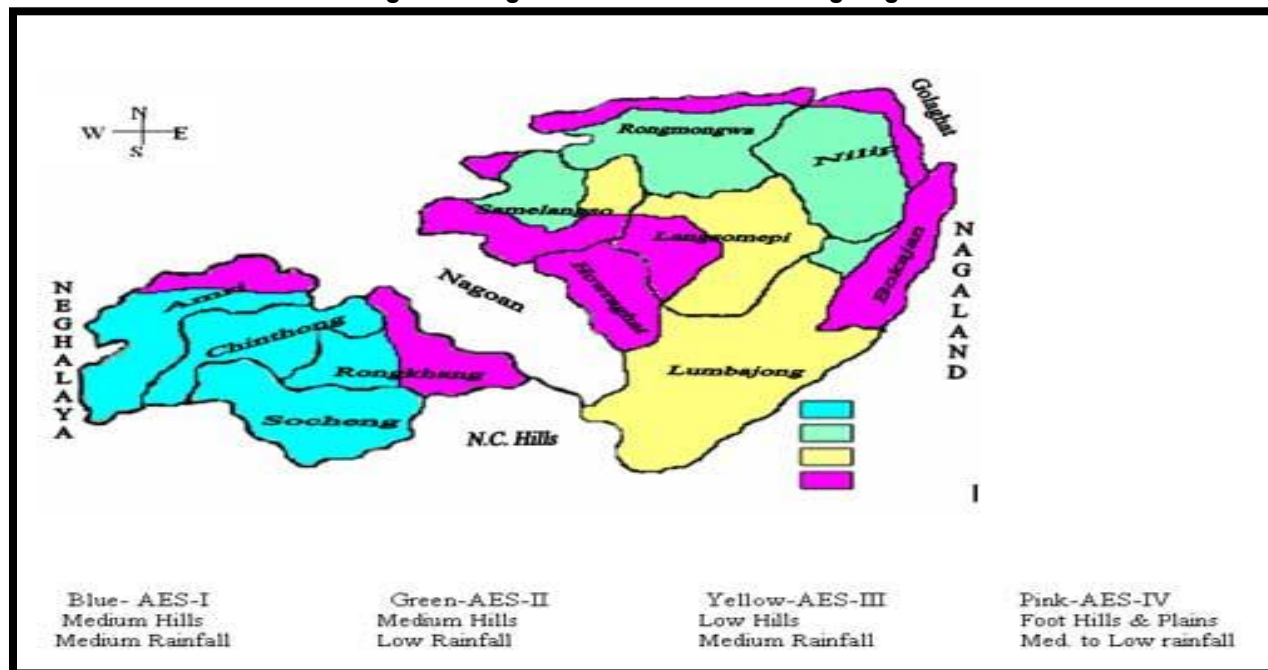 N
W E
S
Golaghat
Rongmongwa
Nilip
Samelangso
Langsomepi
NAGALAND
Bokajan
Howraghat
Nagoan
NEGHALAYA
Amri
Chinthong
Rongkhang
Lumbajong
Socheng
N.C. Hills
Blue- AES-I
Medium Hills
Medium Rainfall
Green-AES-II
Medium Hills
Low Rainfall
Yellow-AES-III
Low Hills
Medium Rainfall
Pink-AES-IV
Foot Hills & Plains
Med. to Low rainfall